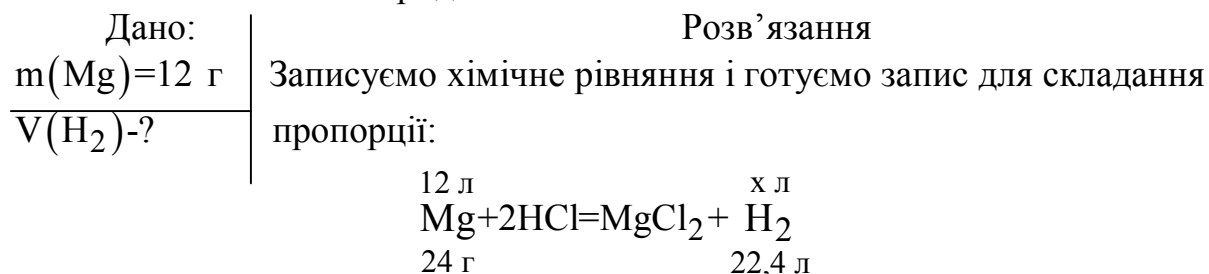 Дано:
Розв’язання
m(Mg)=12 г
Записуємо хімічне рівняння і готуємо запис для складання
V(H₂)-?
пропорції:
12 л
x л
Mg+2HCl=MgCl₂+ H₂
24 г
22,4 л